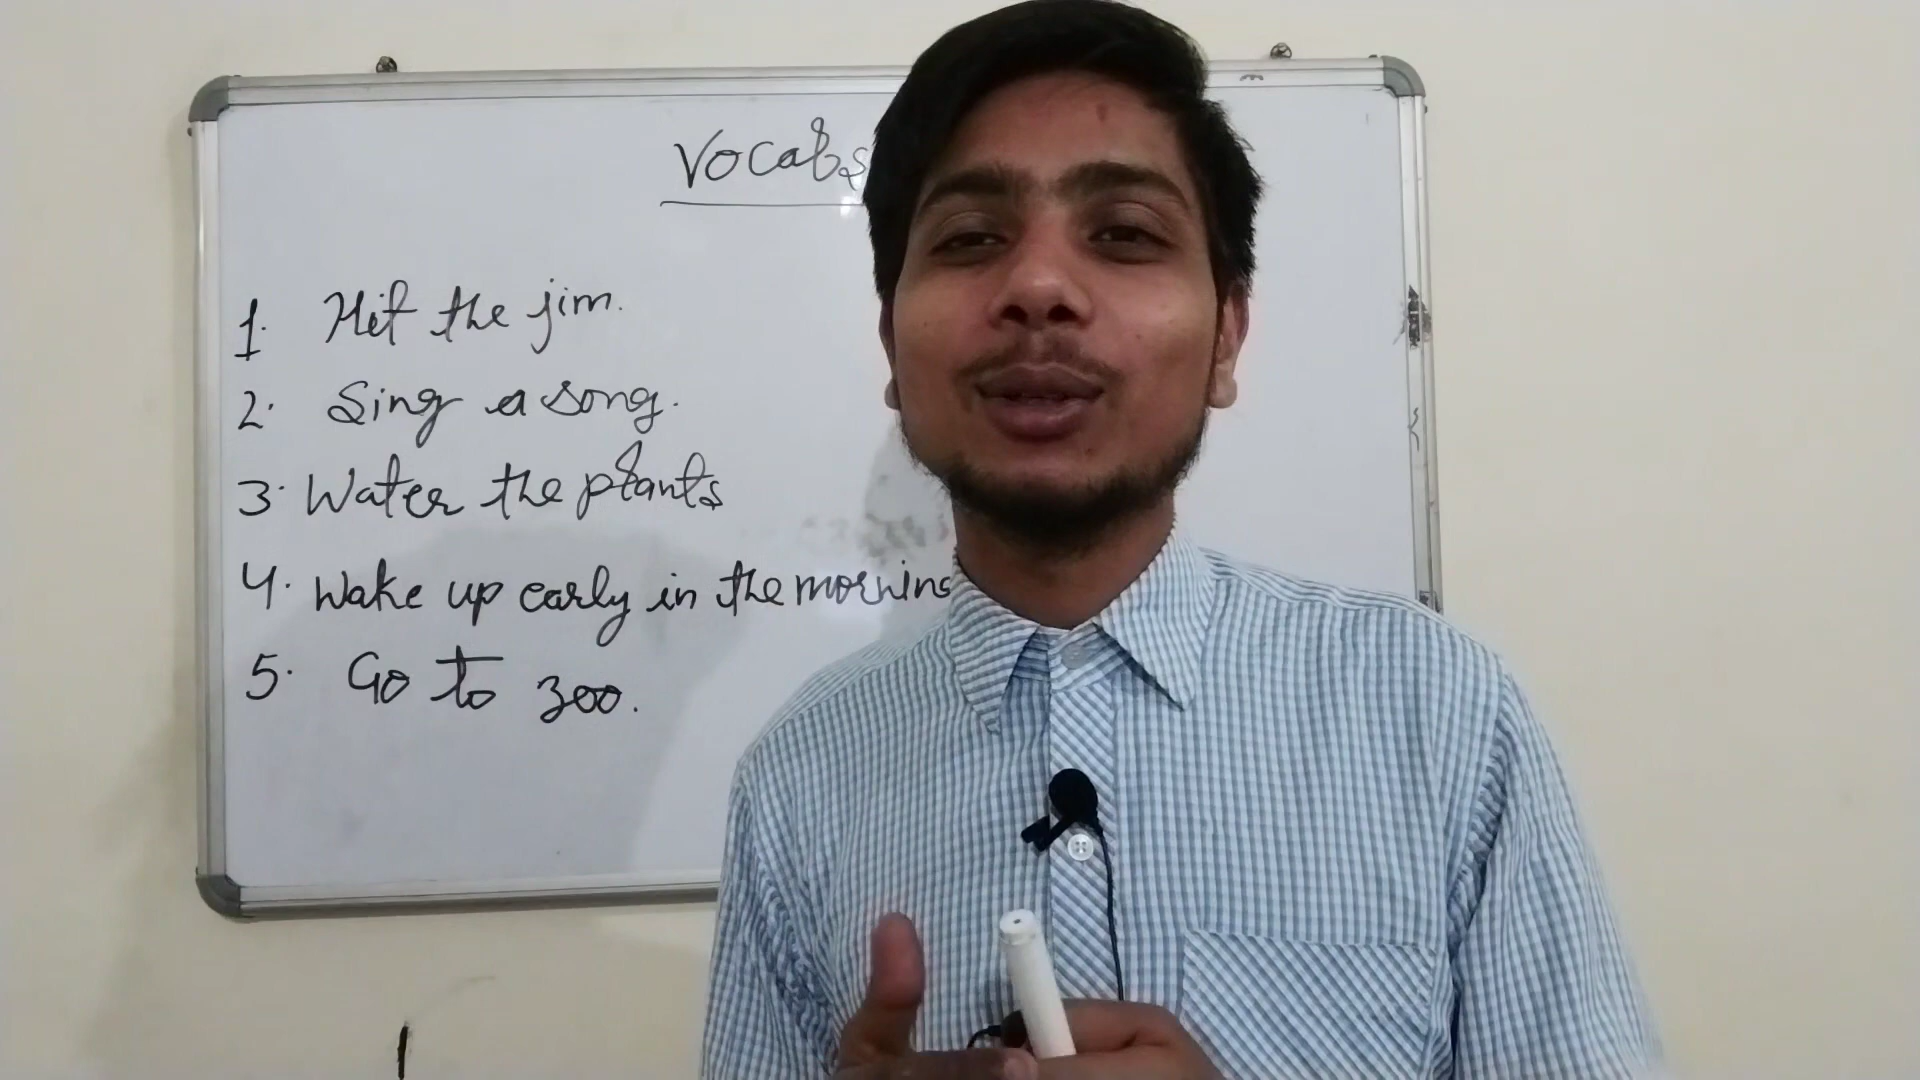 Vocabs
1. Hit the jim.
2. Sing a song.
3. Water the plants
4. Wake up early in the morning
5. Go to zoo.